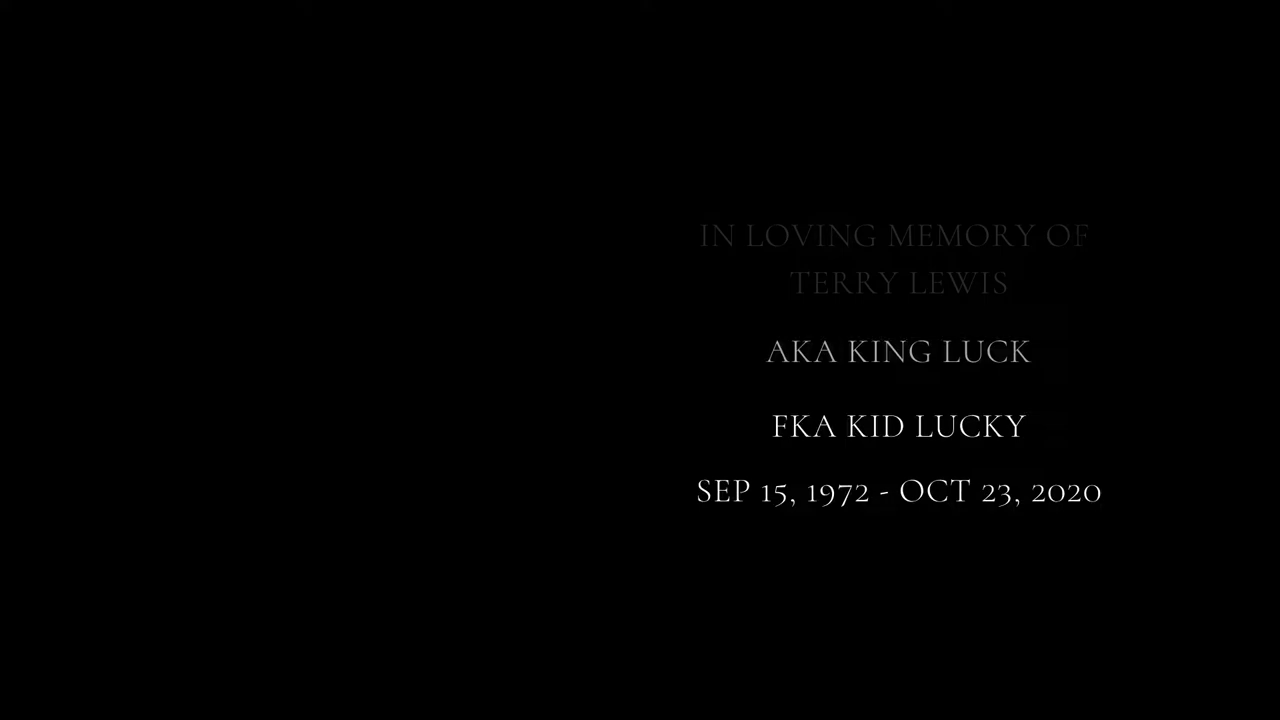 IN LOVING MEMORY OF
TERRY LEWIS
AKA KING LUCK
FKA KID LUCKY
SEP 15, 1972 - OCT 23, 2020